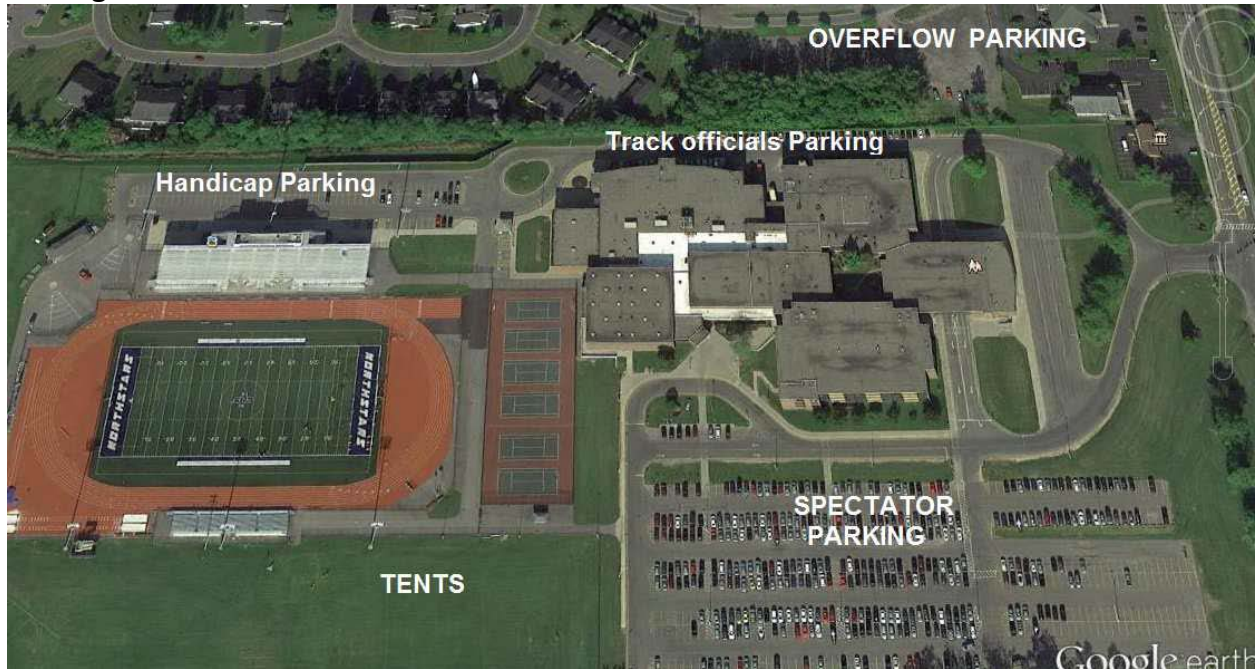 OVERFLOW PARKING
Track officials Parking
Handicap Parking
NORTHSTARS
NORTHSTARS
SPECTATOR
PARKING
TENTS
Google earth